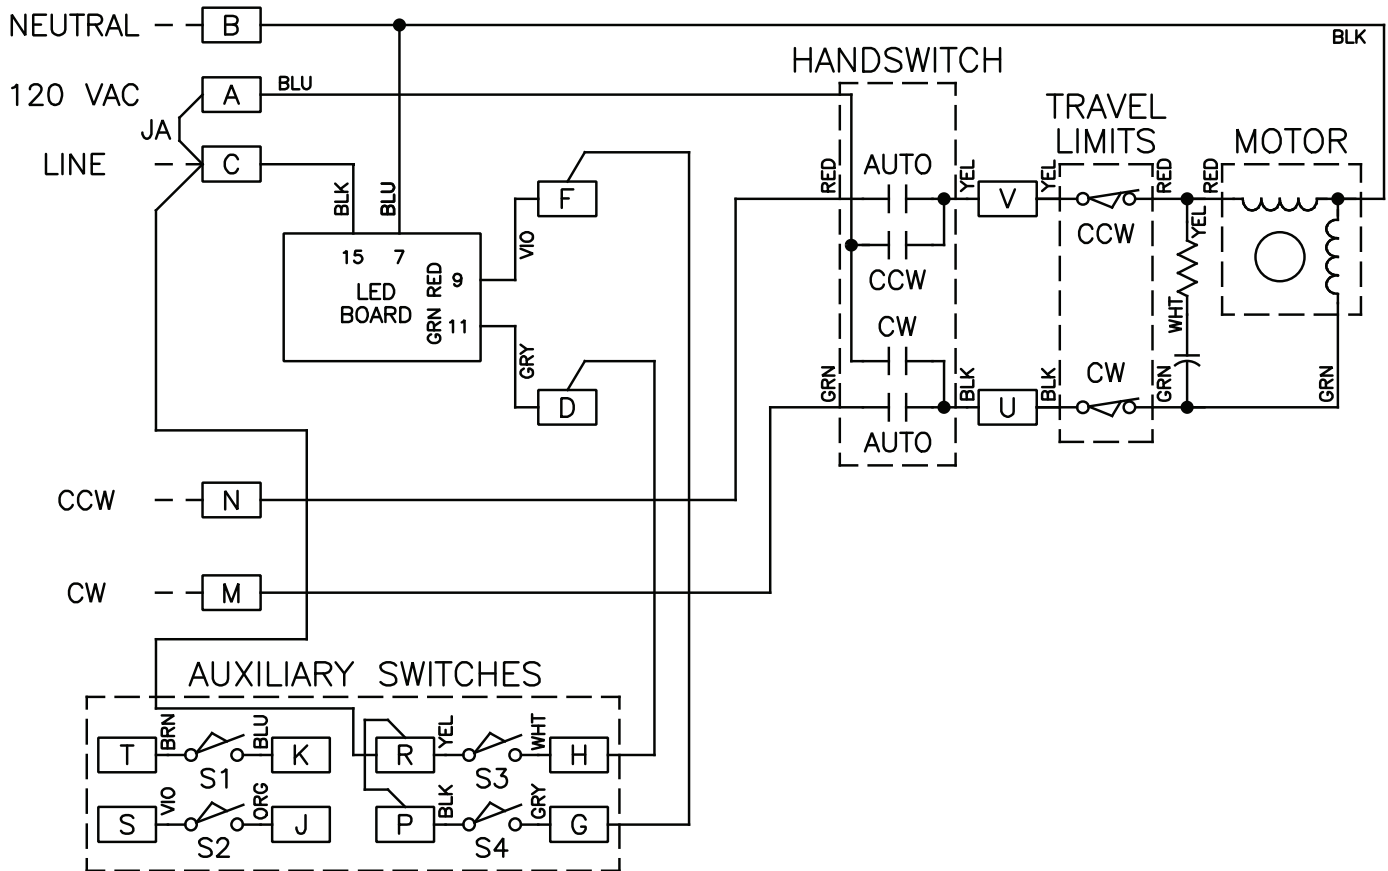 NEUTRAL
B
BLK
HANDSWITCH
120 VAC
A
BLU
JA
TRAVEL
LIMITS
MOTOR
LINE
C
BLK
BLU
RED
AUTO
YEL
V
YEL
RED
RED
F
VIO
CCW
YEL
15
7
RED
9
LED
BOARD
GRN
11
CCW
WHT
CW
GRY
GRN
BLK
BLK
CW
GRN
GRN
D
U
AUTO
CCW
N
CW
M
AUXILIARY SWITCHES
T
BRN
BLU
K
R
YEL
WHT
H
S1
S3
S
VIO
ORG
J
P
BLK
GRY
G
S2
S4